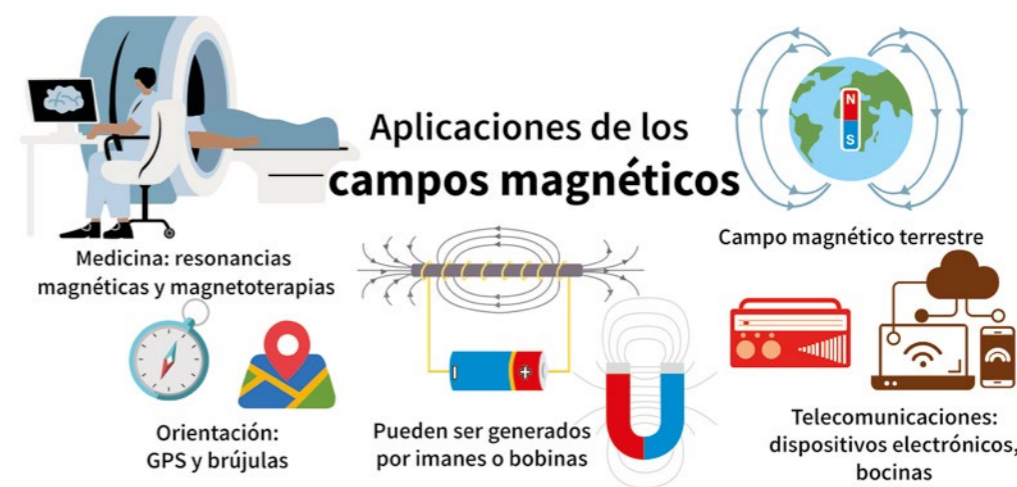 Aplicaciones de los
campos magnéticos
N
S
Campo magnético terrestre
Medicina: resonancias
magnéticas y magnetoterapias
Orientación:
GPS y brújulas
Pueden ser generados
por imanes o bobinas
Telecomunicaciones:
dispositivos electrónicos,
bocinas